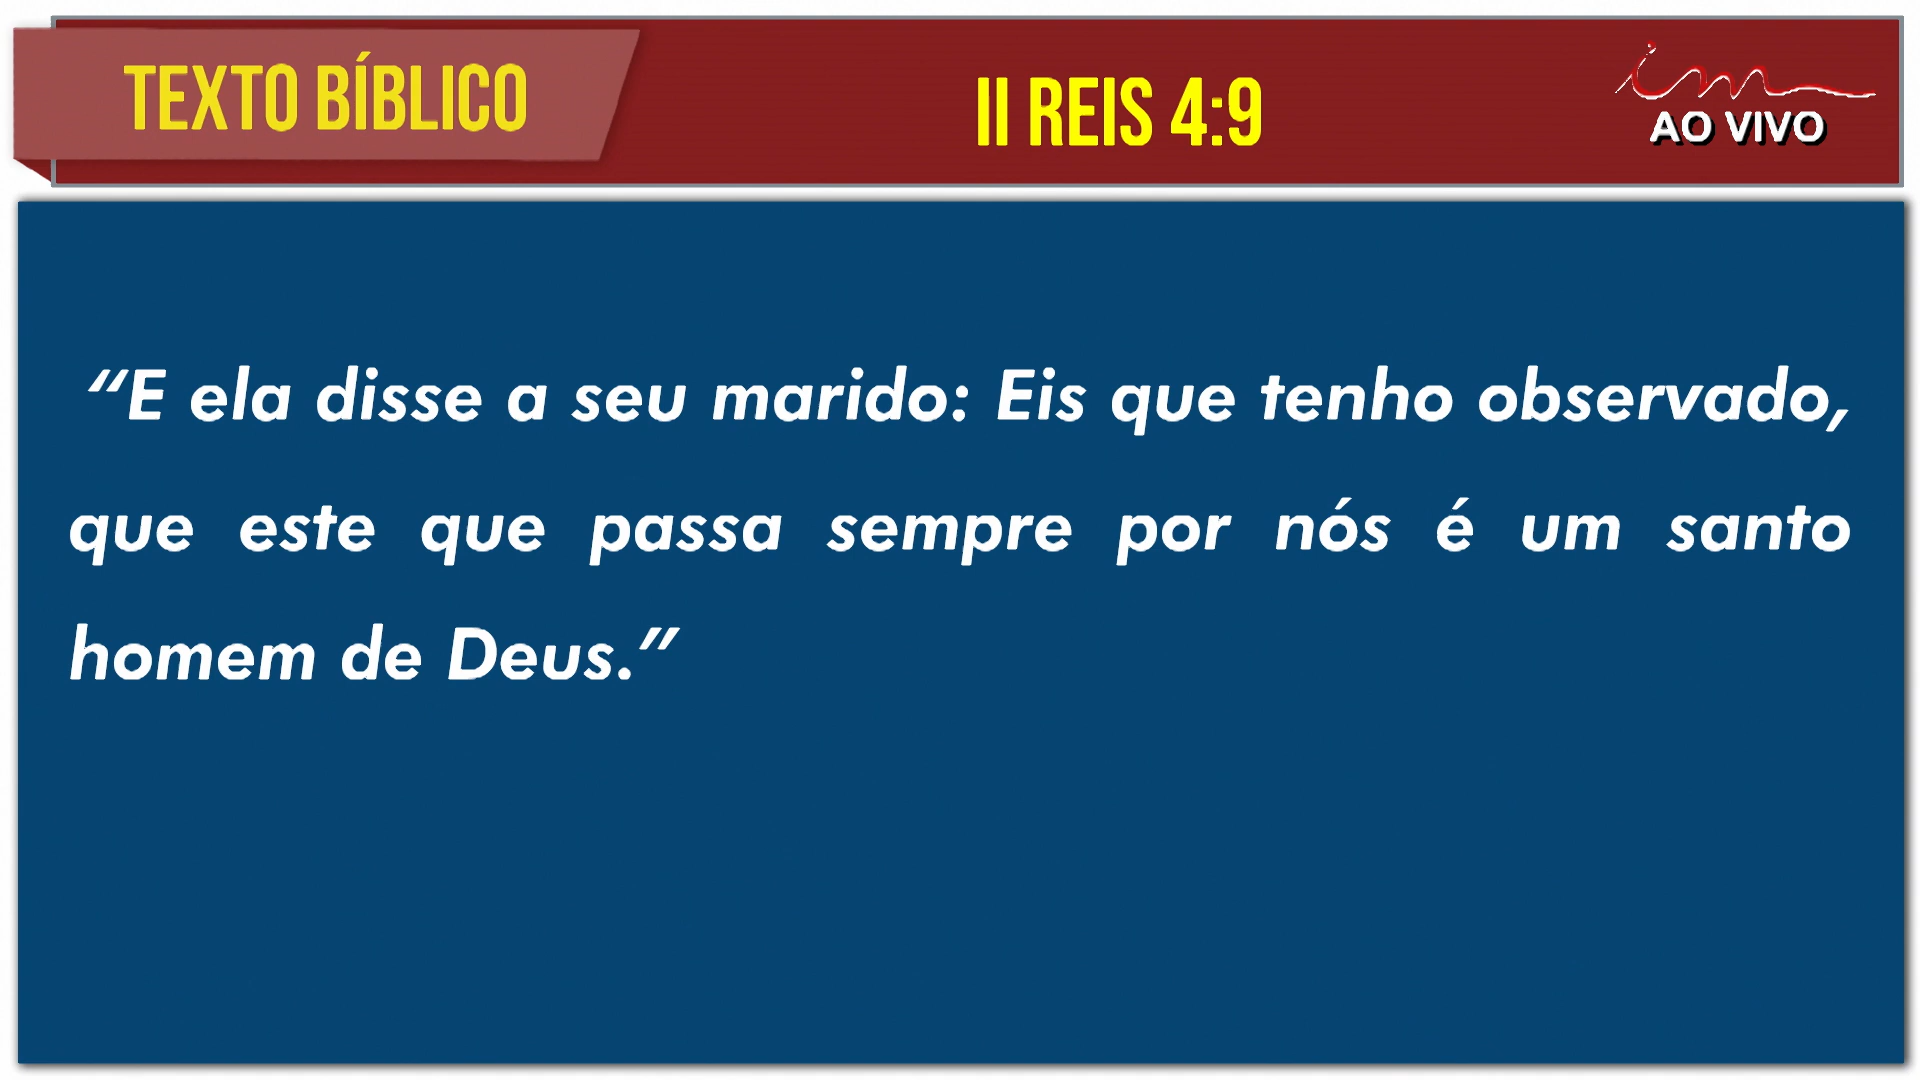 TEXTO BÍBLICO
II REIS 4:9
im
AO VIVO
“E ela disse a seu marido: Eis que tenho observado,
que este que passa sempre por nós é um santo
homem de Deus.”